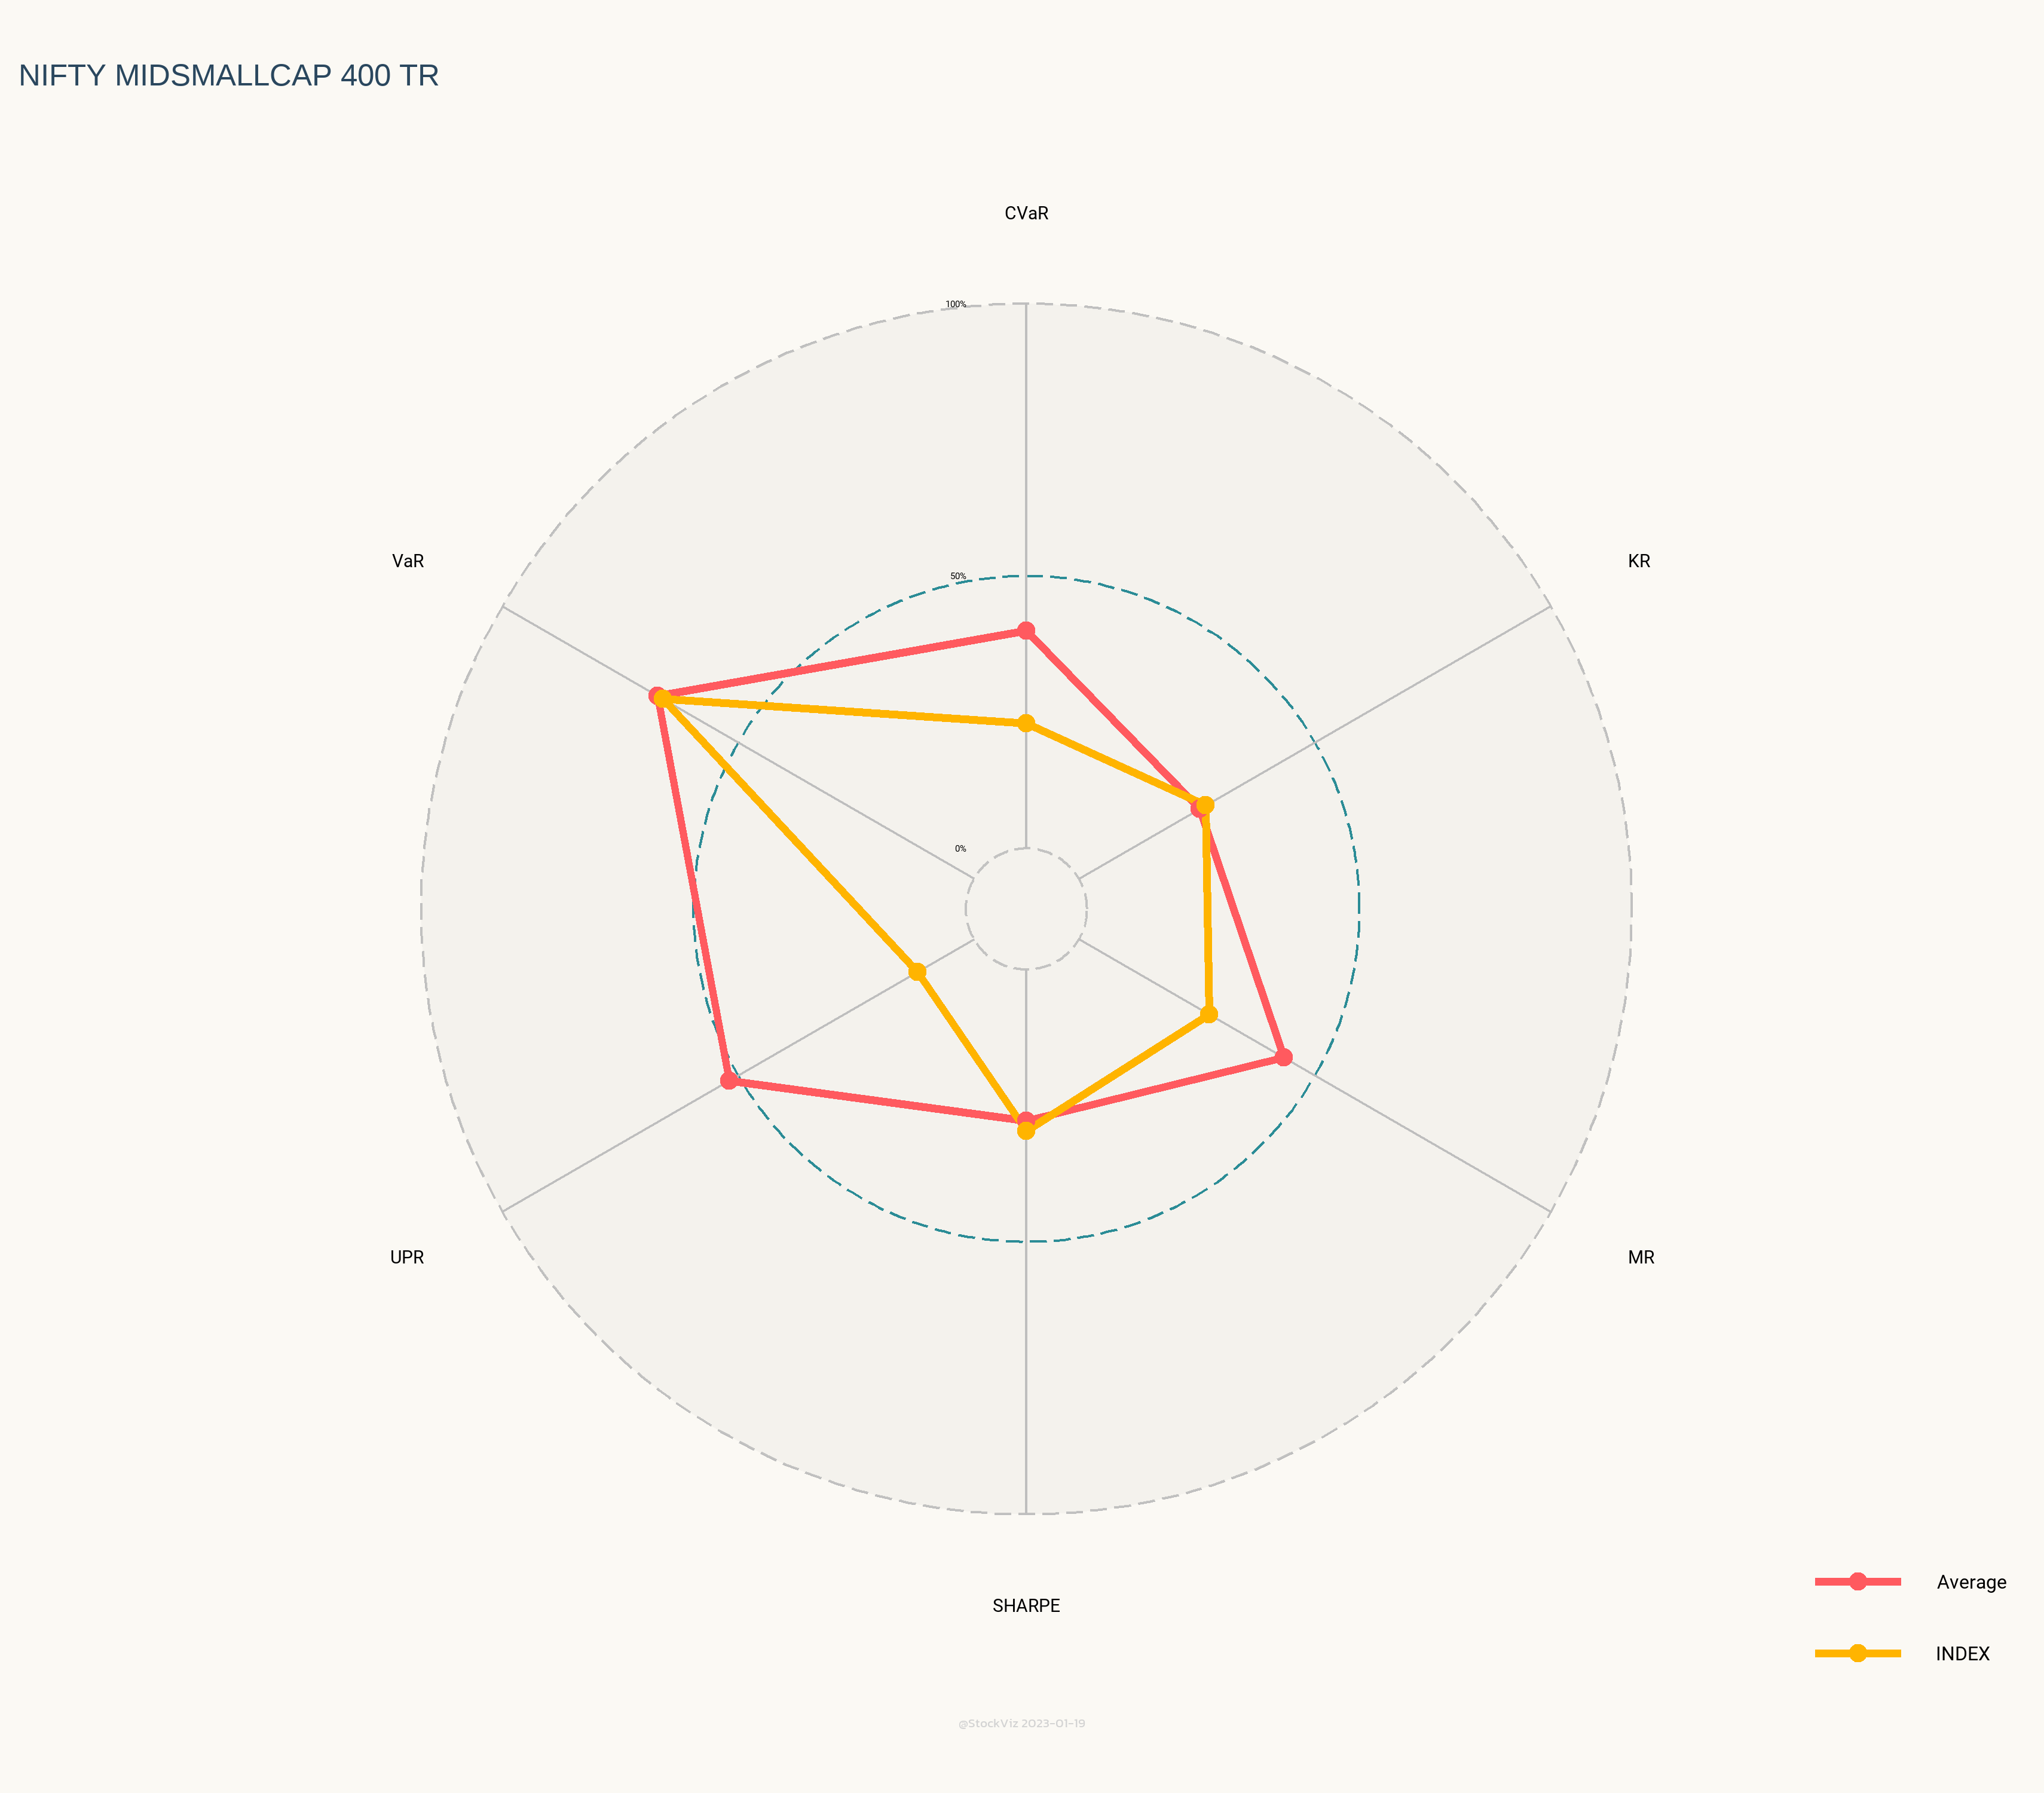 NIFTY MIDSMALLCAP 400 TR
CVaR
100%
VaR
KR
50%
0%
UPR
MR
SHARPE
Average
INDEX
@StockViz 2023-01-19